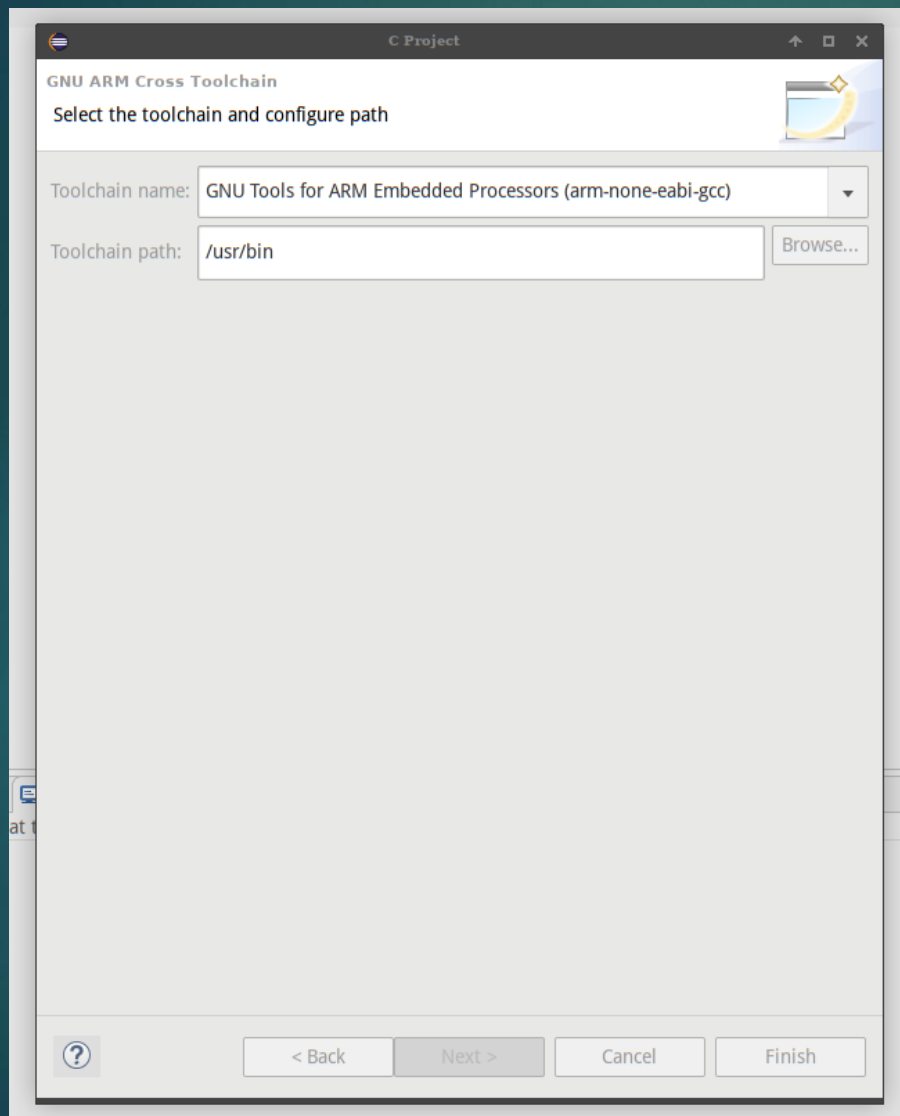 C Project
GNU ARM Cross Toolchain
Select the toolchain and configure path
Toolchain name: GNU Tools for ARM Embedded Processors (arm-none-eabi-gcc)
Toolchain path: /usr/bin Browse...
at t
? < Back Next > Cancel Finish